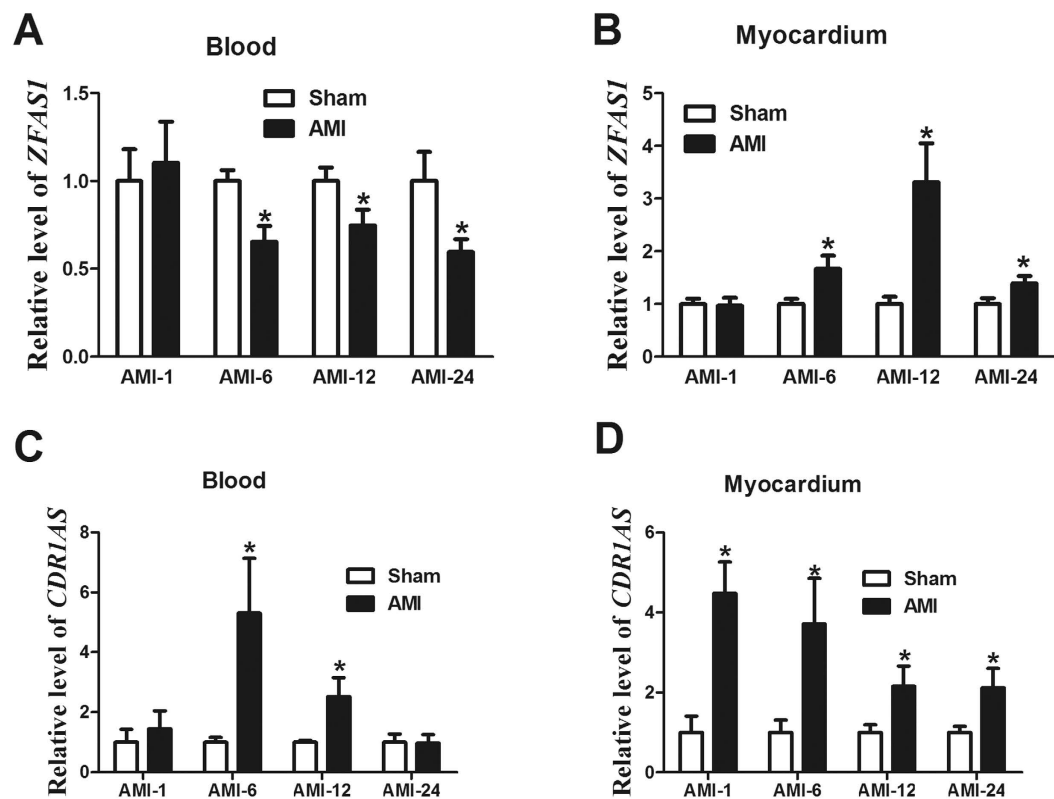 A
Blood
Relative level of ZFAS1
1.5
1.0
0.5
0.0
Sham
AMI
*
*
*
AMI-1
AMI-6
AMI-12
AMI-24
B
Myocardium
Relative level of ZFAS1
5
4
3
2
1
0
Sham
AMI
*
*
*
AMI-1
AMI-6
AMI-12
AMI-24
C
Blood
Relative level of CDR1AS
8
6
4
2
0
Sham
AMI
*
*
AMI-1
AMI-6
AMI-12
AMI-24
D
Myocardium
Relative level of CDR1AS
6
4
2
0
Sham
AMI
*
*
*
*
AMI-1
AMI-6
AMI-12
AMI-24